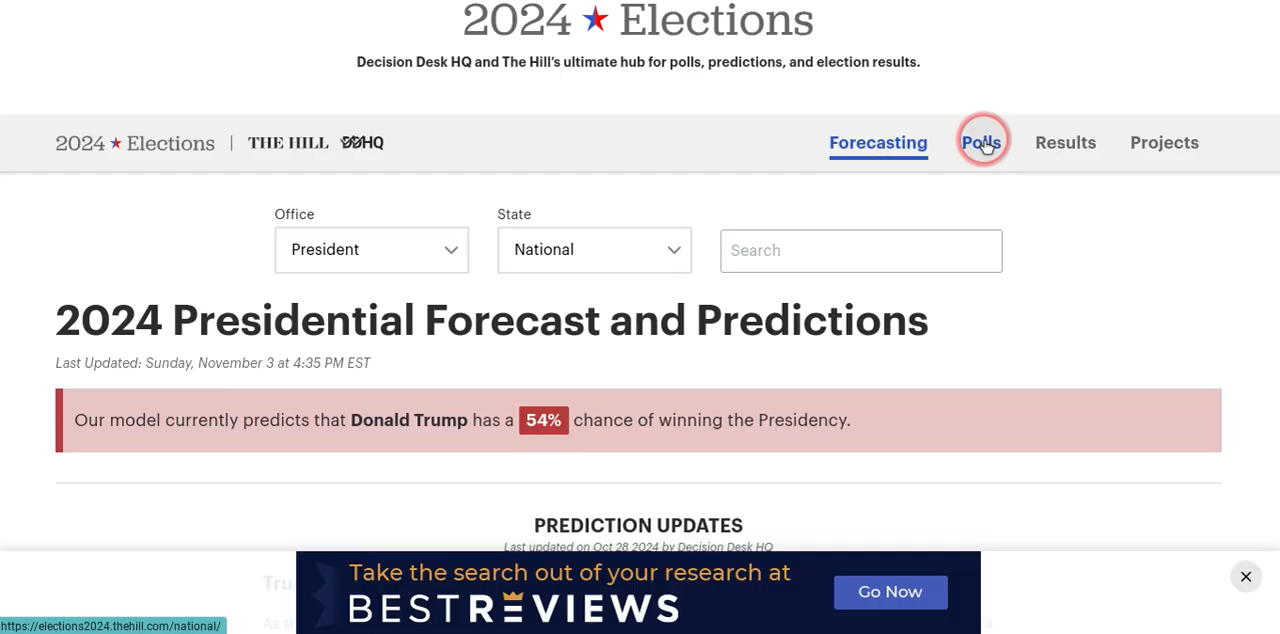 2024 ★ Elections
Decision Desk HQ and The Hill's ultimate hub for polls, predictions, and election results.
2024 ★ Elections | THE HILL DDHQ
Forecasting Polls Results Projects
Office
State
President
National
Search
2024 Presidential Forecast and Predictions
Last Updated: Sunday, November 3 at 4:35 PM EST
Our model currently predicts that Donald Trump has a 54% chance of winning the Presidency.
PREDICTION UPDATES
Last updated on Oct 28 2024 by Decision Desk HQ
Take the search out of your research at
BESTREVIEWS
Go Now
https://elections2024.thehill.com/national/